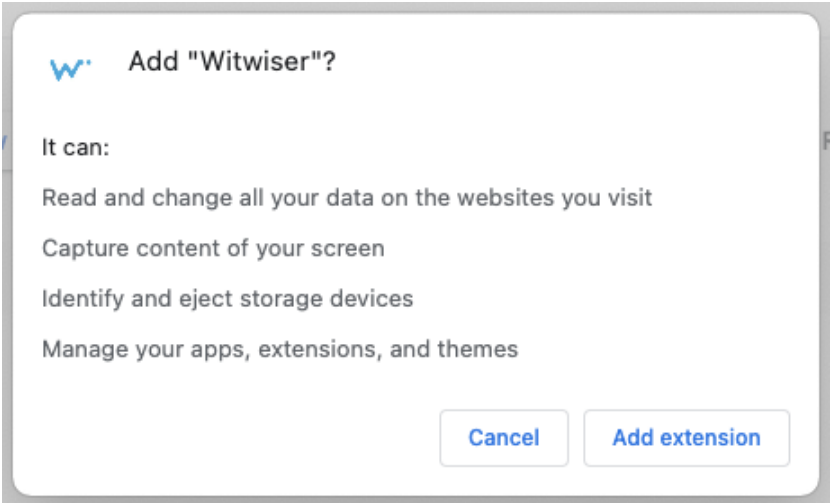 Add "Witwiser"?
It can:
Read and change all your data on the websites you visit
Capture content of your screen
Identify and eject storage devices
Manage your apps, extensions, and themes
Cancel
Add extension